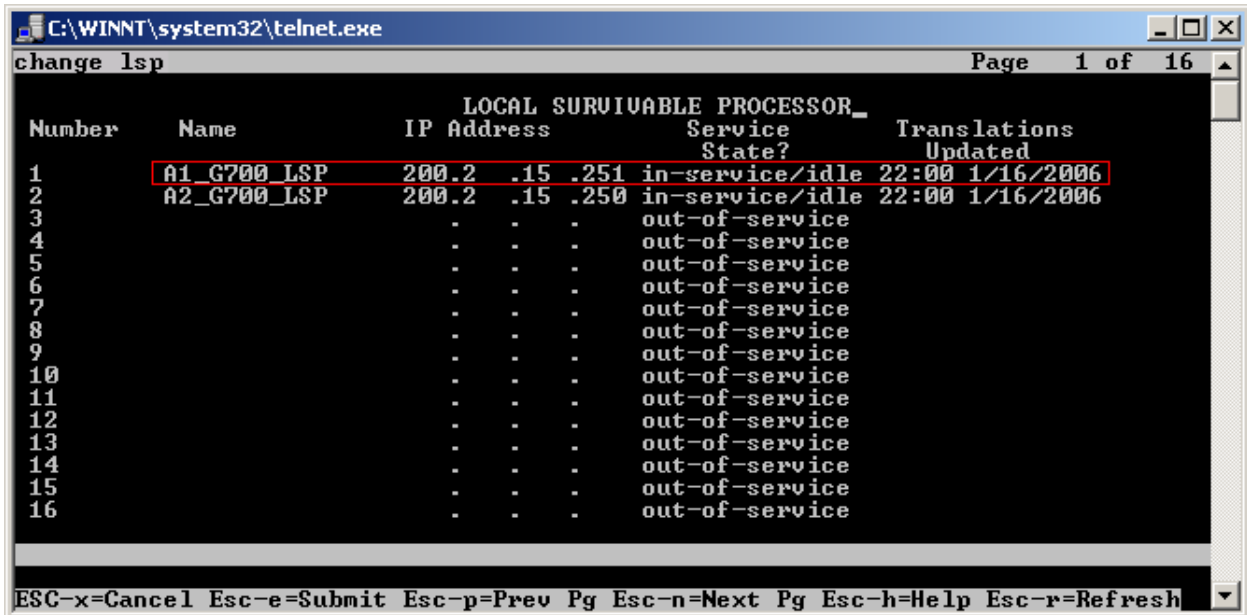 C:\WINNT\system32\telnet.exe
change lsp Page 1 of 16
LOCAL SURVIVABLE PROCESSOR_
Number Name IP Address Service Translations
State? Updated
1 A1_G700_LSP 200.2 .15 .251 in-service/idle 22:00 1/16/2006
2 A2_G700_LSP 200.2 .15 .250 in-service/idle 22:00 1/16/2006
3 . . . out-of-service
4 . . . out-of-service
5 . . . out-of-service
6 . . . out-of-service
7 . . . out-of-service
8 . . . out-of-service
9 . . . out-of-service
10 . . . out-of-service
11 . . . out-of-service
12 . . . out-of-service
13 . . . out-of-service
14 . . . out-of-service
15 . . . out-of-service
16 . . . out-of-service
ESC-x=Cancel Esc-e=Submit Esc-p=Prev Pg Esc-n=Next Pg Esc-h=Help Esc-r=Refresh